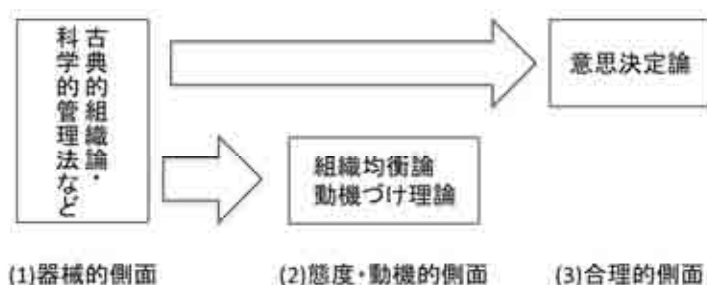 古典的組織論・
科学的管理法など
意思決定論
組織均衡論
動機づけ理論
(1)器械的側面
(2)態度・動機的側面
(3)合理的側面